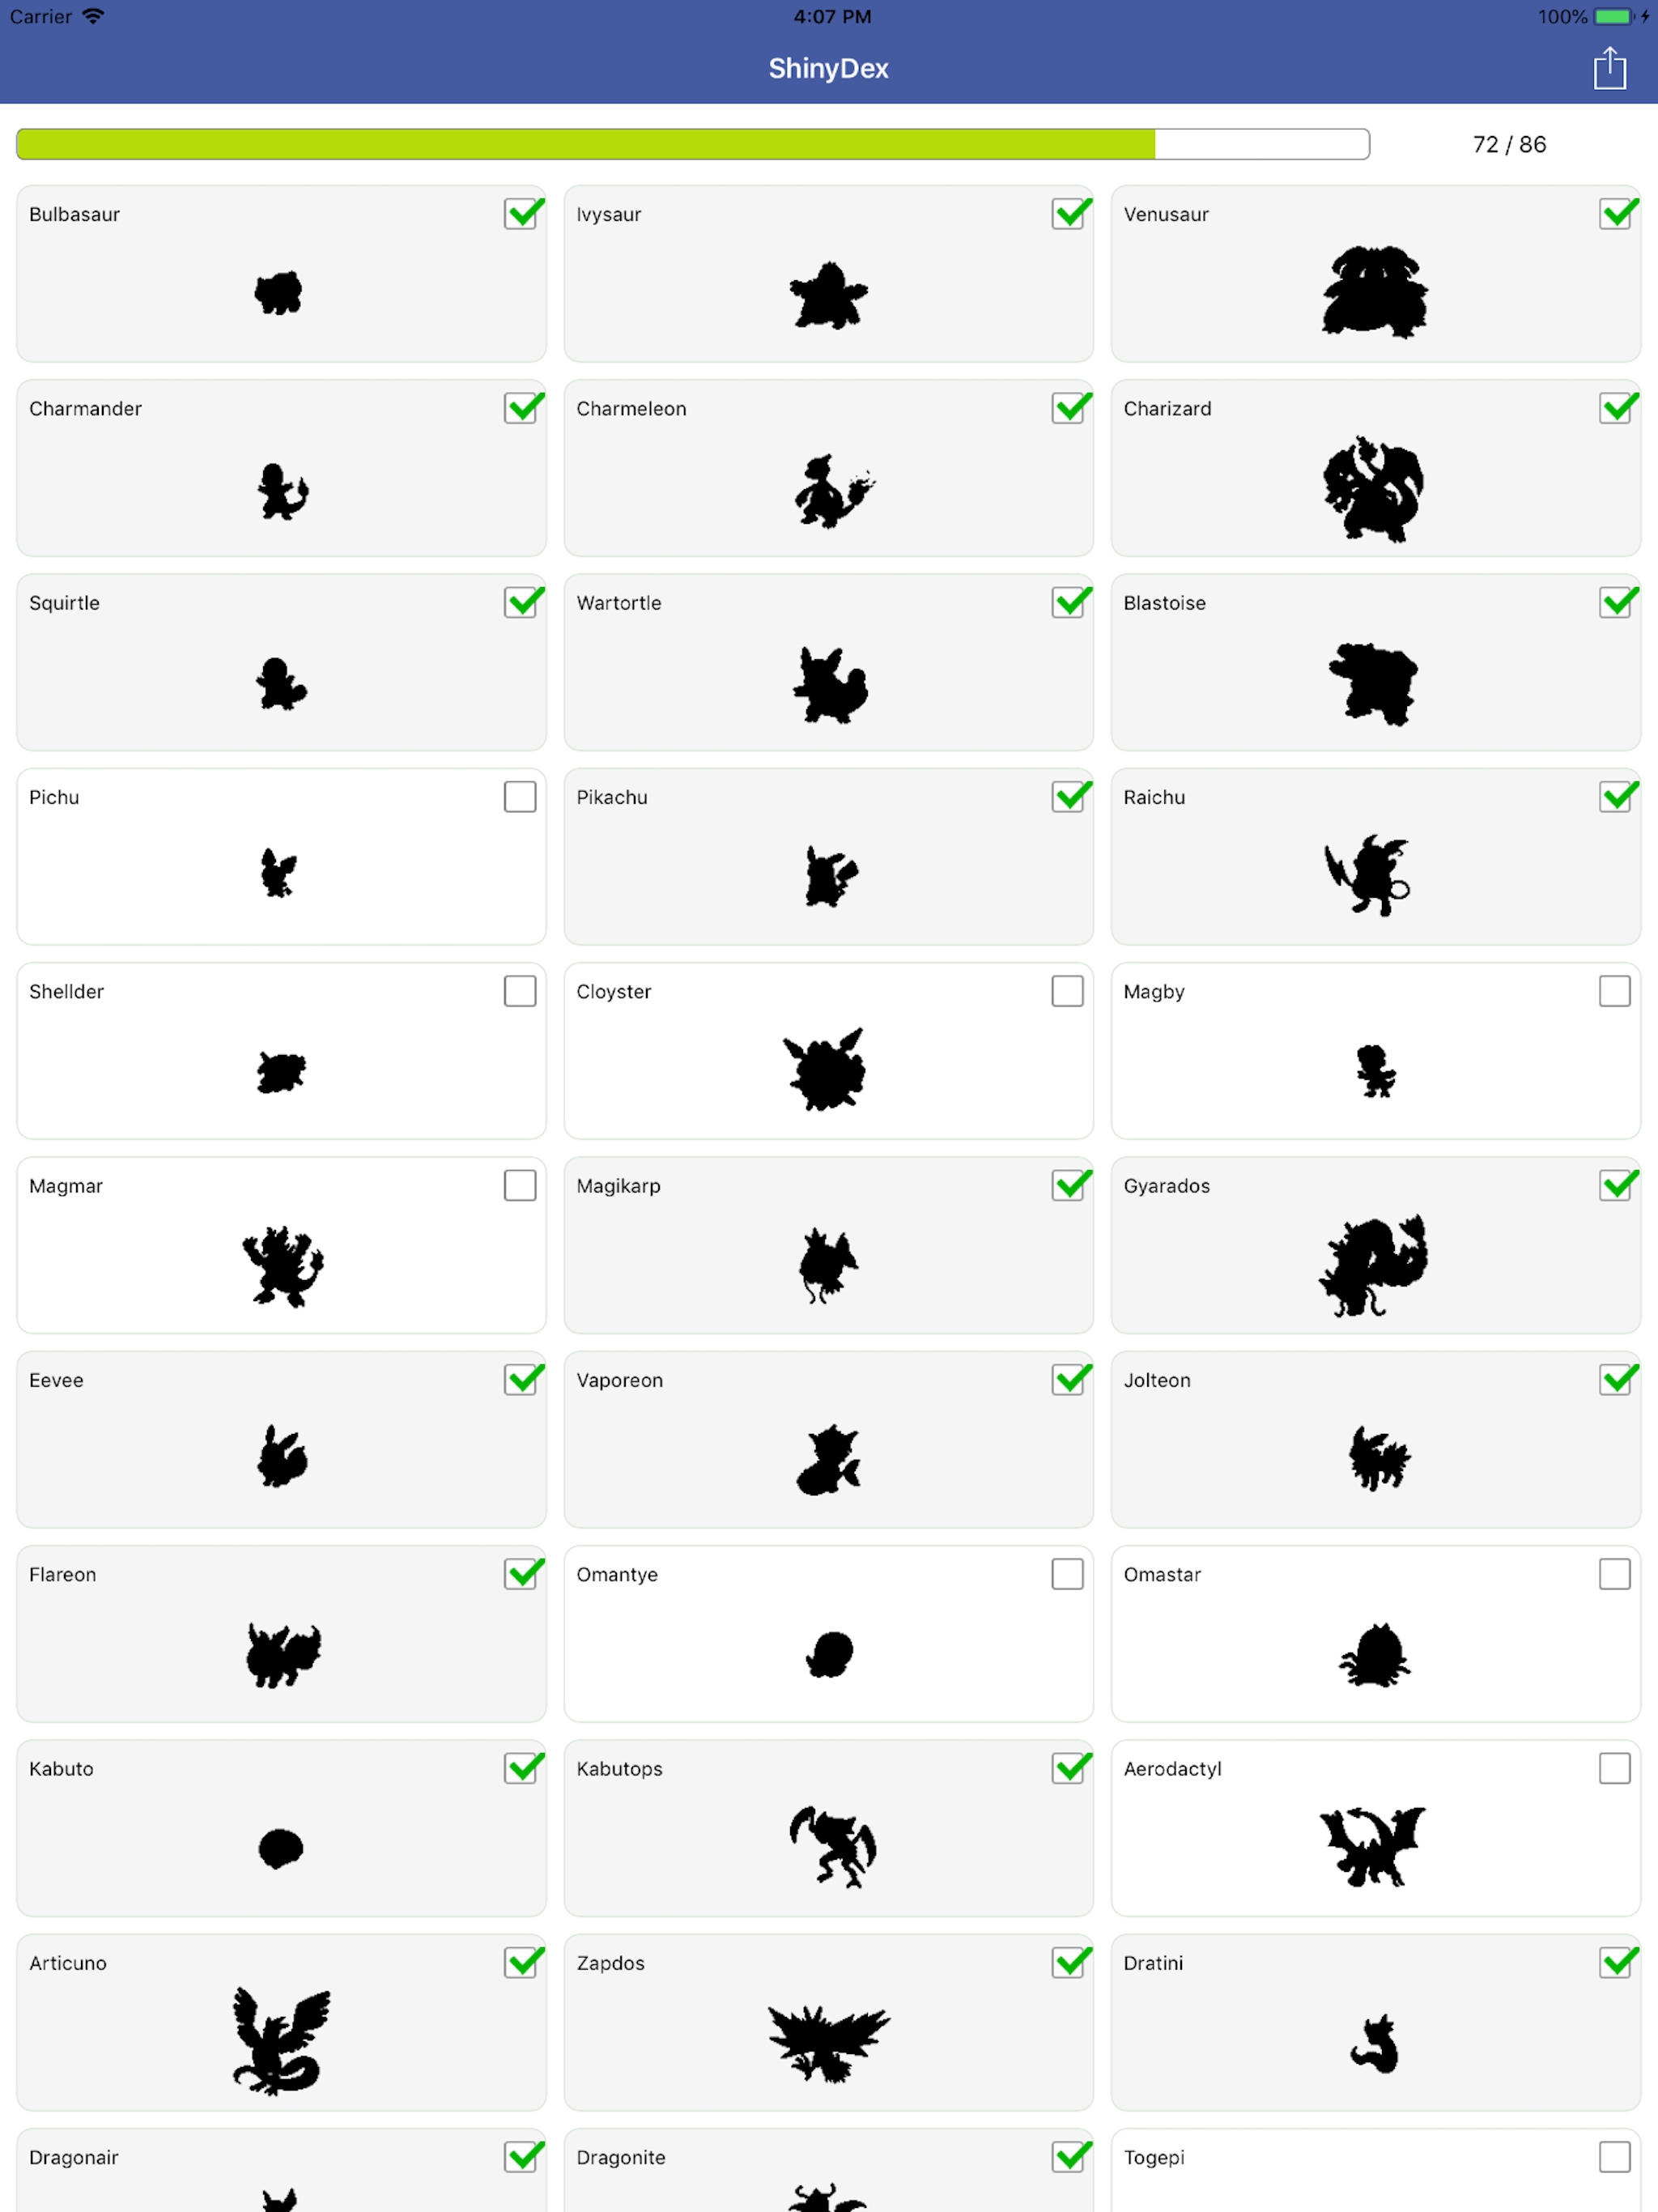 Carrier 4:07 PM 100%
ShinyDex
72 / 86
Bulbasaur Ivysaur Venusaur
Charmander Charmeleon Charizard
Squirtle Wartortle Blastoise
Pichu Pikachu Raichu
Shellder Cloyster Magby
Magmar Magikarp Gyarados
Eevee Vaporeon Jolteon
Flareon Omantye Omastar
Kabuto Kabutops Aerodactyl
Articuno Zapdos Dratini
Dragonair Dragonite Togepi